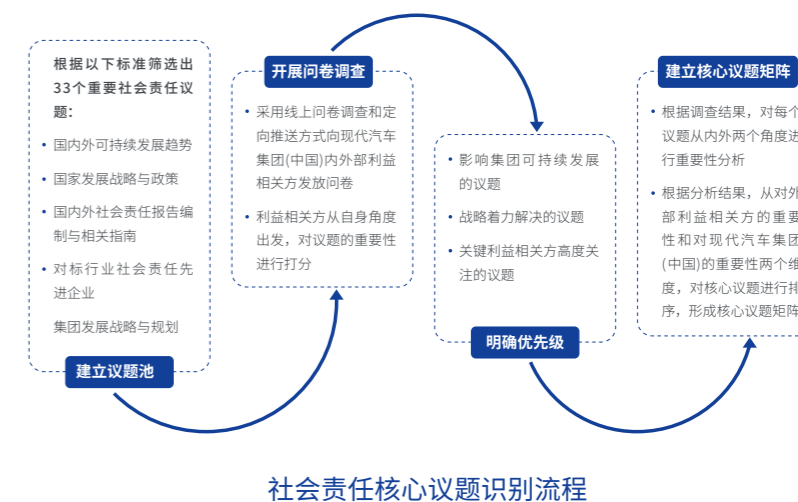 根据以下标准筛选出
33个重要社会责任议
题：
• 国内外可持续发展趋势
• 国家发展战略与政策
• 国内外社会责任报告编
制与相关指南
• 对标行业社会责任先
进企业
集团发展战略与规划
建立议题池
开展问卷调查
• 采用线上问卷调查和定
向推送方式向现代汽车
集团(中国)内外部利益
相关方发放问卷
• 利益相关方从自身角度
出发，对议题的重要性
进行打分
• 影响集团可持续发展
的议题
• 战略着力解决的议题
• 关键利益相关方高度关
注的议题
明确优先级
建立核心议题矩阵
• 根据调查结果，对每个
议题从内外两个角度进
行重要性分析
• 根据分析结果，从对外
部利益相关方的重要
性和对现代汽车集团
(中国)的重要性两个维
度，对核心议题进行排
序，形成核心议题矩阵
社会责任核心议题识别流程